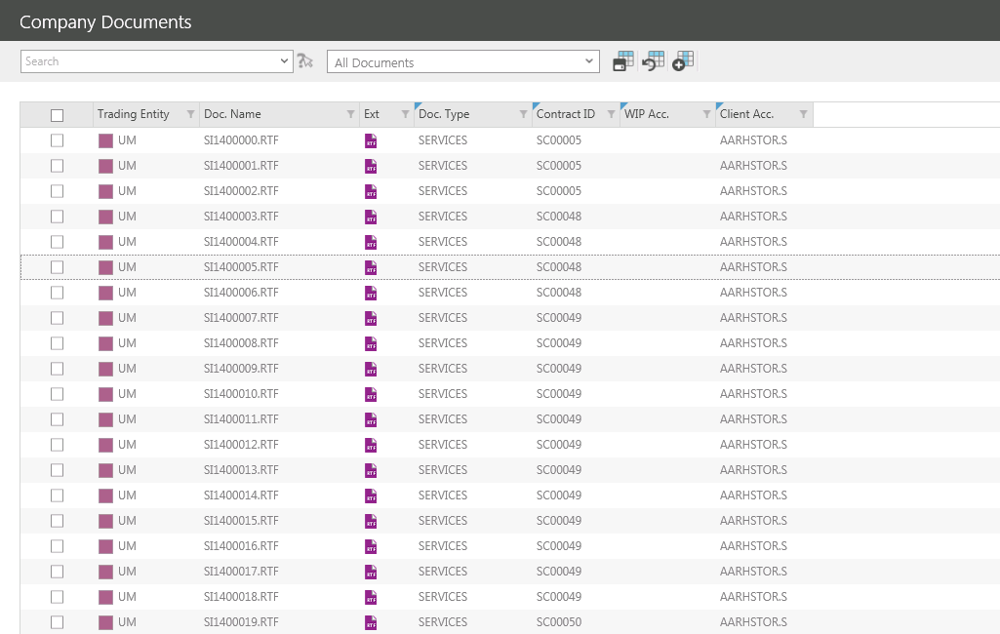 Company Documents
Search All Documents
Trading Entity Doc. Name Ext Doc. Type Contract ID WIP Acc. Client Acc.
UM SI1400000.RTF RTF SERVICES SC00005 AARHSTOR.S
UM SI1400001.RTF RTF SERVICES SC00005 AARHSTOR.S
UM SI1400002.RTF RTF SERVICES SC00005 AARHSTOR.S
UM SI1400003.RTF RTF SERVICES SC00048 AARHSTOR.S
UM SI1400004.RTF RTF SERVICES SC00048 AARHSTOR.S
UM SI1400005.RTF RTF SERVICES SC00048 AARHSTOR.S
UM SI1400006.RTF RTF SERVICES SC00048 AARHSTOR.S
UM SI1400007.RTF RTF SERVICES SC00049 AARHSTOR.S
UM SI1400008.RTF RTF SERVICES SC00049 AARHSTOR.S
UM SI1400009.RTF RTF SERVICES SC00049 AARHSTOR.S
UM SI1400010.RTF RTF SERVICES SC00049 AARHSTOR.S
UM SI1400011.RTF RTF SERVICES SC00049 AARHSTOR.S
UM SI1400012.RTF RTF SERVICES SC00049 AARHSTOR.S
UM SI1400013.RTF RTF SERVICES SC00049 AARHSTOR.S
UM SI1400014.RTF RTF SERVICES SC00049 AARHSTOR.S
UM SI1400015.RTF RTF SERVICES SC00049 AARHSTOR.S
UM SI1400016.RTF RTF SERVICES SC00049 AARHSTOR.S
UM SI1400017.RTF RTF SERVICES SC00049 AARHSTOR.S
UM SI1400018.RTF RTF SERVICES SC00049 AARHSTOR.S
UM SI1400019.RTF RTF SERVICES SC00050 AARHSTOR.S